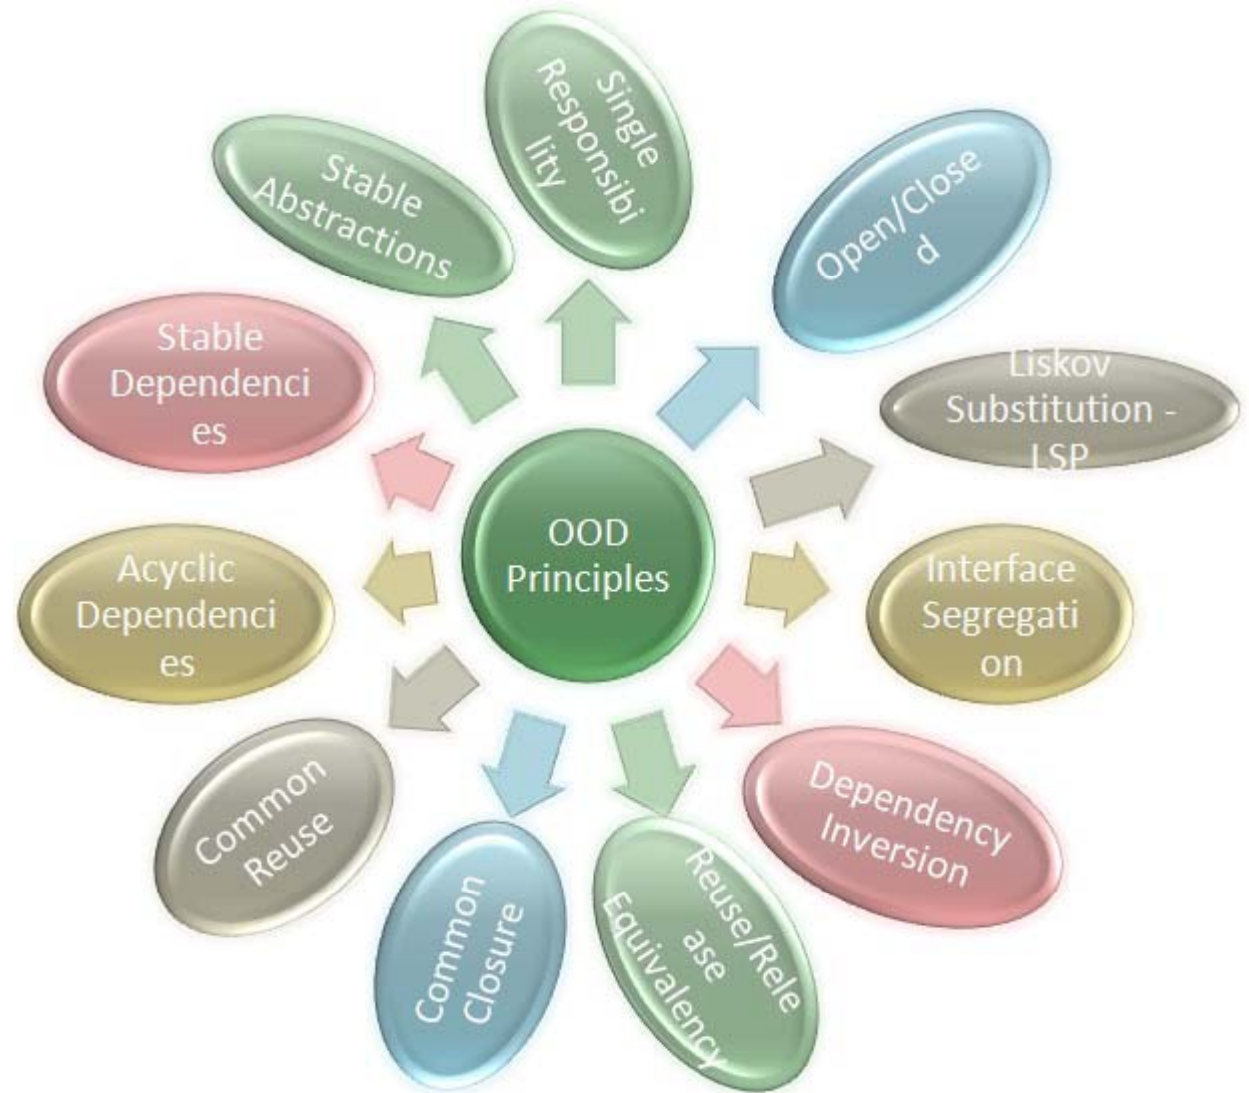 Single
Responsibi
lity
Open/Close
d
Liskov
Substitution -
LSP
Interface
Segregati
on
Dependency
Inversion
Reuse/Rele
ase
Equivalency
Common
Closure
Common
Reuse
Acyclic
Dependenci
es
Stable
Dependenci
es
Stable
Abstractions
OOD
Principles